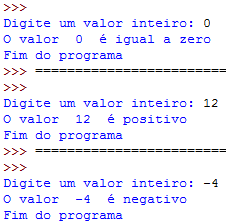 >>>
Digite um valor inteiro: 0
O valor  0  é igual a zero
Fim do programa
>>> ========================
>>>
Digite um valor inteiro: 12
O valor  12  é positivo
Fim do programa
>>> ========================
>>>
Digite um valor inteiro: -4
O valor  -4  é negativo
Fim do programa